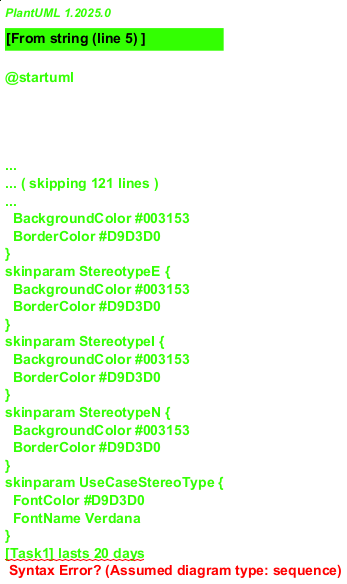 PlantUML 1.2025.0
[From string (line 5) ]
@startuml
...
... ( skipping 121 lines )
...
BackgroundColor #003153
BorderColor #D9D3D0
}
skinparam StereotypeE {
BackgroundColor #003153
BorderColor #D9D3D0
}
skinparam StereotypeI {
BackgroundColor #003153
BorderColor #D9D3D0
}
skinparam StereotypeN {
BackgroundColor #003153
BorderColor #D9D3D0
}
skinparam UseCaseStereoType {
FontColor #D9D3D0
FontName Verdana
}
[Task1] lasts 20 days
Syntax Error? (Assumed diagram type: sequence)